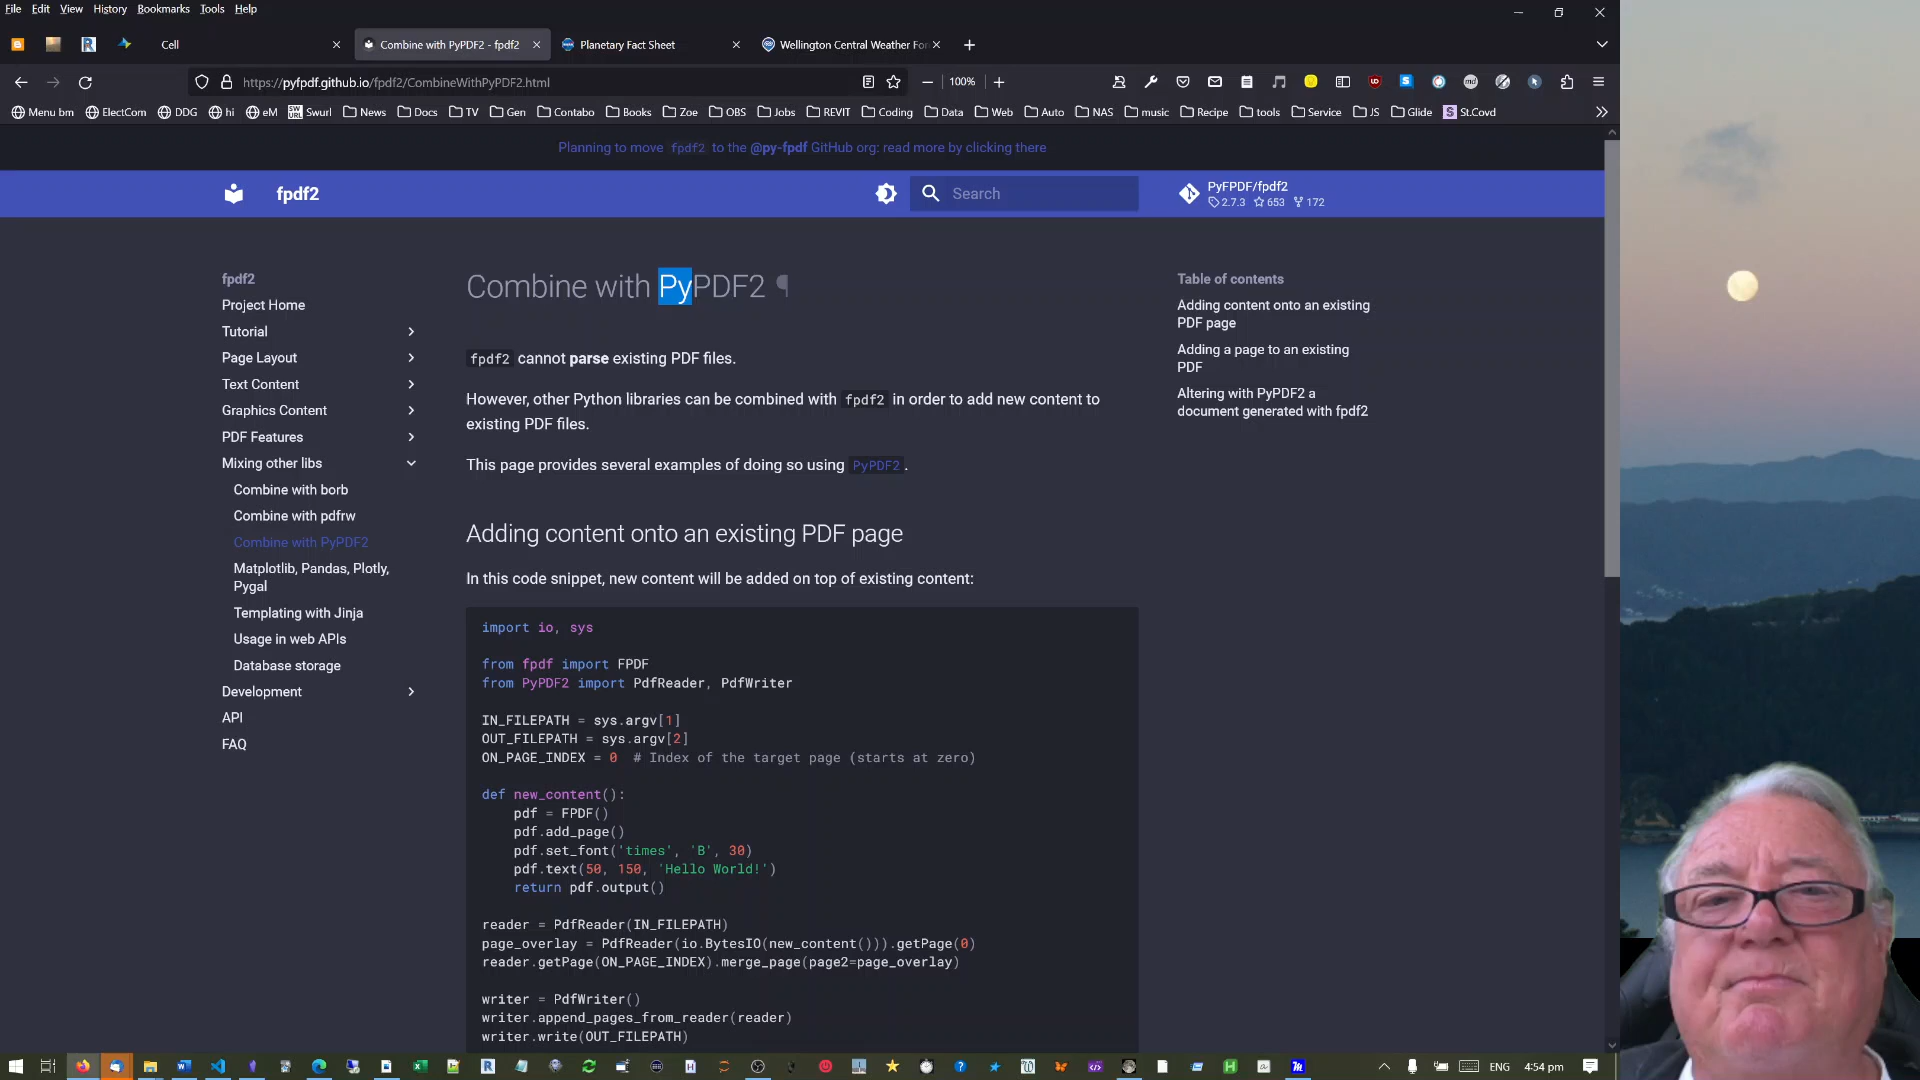 File Edit View History Bookmarks Tools Help
Cell
Combine with PyPDF2 - fpdf2
Planetary Fact Sheet
Wellington Central Weather For
https://pyfpdf.github.io/fpdf2/CombineWithPyPDF2.html
100%
Menu bm ElectCom DDG hi eM Swurl News Docs TV Gen Contabo Books Zoe OBS Jobs REVIT Coding Data Web Auto NAS music Recipe tools Service JS Glide St.Covd
Planning to move fpdf2 to the @py-fpdf GitHub org: read more by clicking there
fpdf2
Search
PyFPDF/fpdf2
2.7.3 653 172
fpdf2
Project Home
Tutorial
Page Layout
Text Content
Graphics Content
PDF Features
Mixing other libs
Combine with borb
Combine with pdfrw
Combine with PyPDF2
Matplotlib, Pandas, Plotly,
Pygal
Templating with Jinja
Usage in web APIs
Database storage
Development
API
FAQ
Combine with PyPDF2 ¶
fpdf2 cannot parse existing PDF files.
However, other Python libraries can be combined with fpdf2 in order to add new content to
existing PDF files.
This page provides several examples of doing so using PyPDF2.
Adding content onto an existing PDF page
In this code snippet, new content will be added on top of existing content:
import io, sys
from fpdf import FPDF
from PyPDF2 import PdfReader, PdfWriter
IN_FILEPATH = sys.argv[1]
OUT_FILEPATH = sys.argv[2]
ON_PAGE_INDEX = 0 # Index of the target page (starts at zero)
def new_content():
pdf = FPDF()
pdf.add_page()
pdf.set_font('times', 'B', 30)
pdf.text(50, 150, 'Hello World!')
return pdf.output()
reader = PdfReader(IN_FILEPATH)
page_overlay = PdfReader(io.BytesIO(new_content())).getPage(0)
reader.getPage(ON_PAGE_INDEX).merge_page(page2=page_overlay)
writer = PdfWriter()
writer.append_pages_from_reader(reader)
writer.write(OUT_FILEPATH)
Table of contents
Adding content onto an existing
PDF page
Adding a page to an existing
PDF
Altering with PyPDF2 a
document generated with fpdf2
ENG
4:54 pm